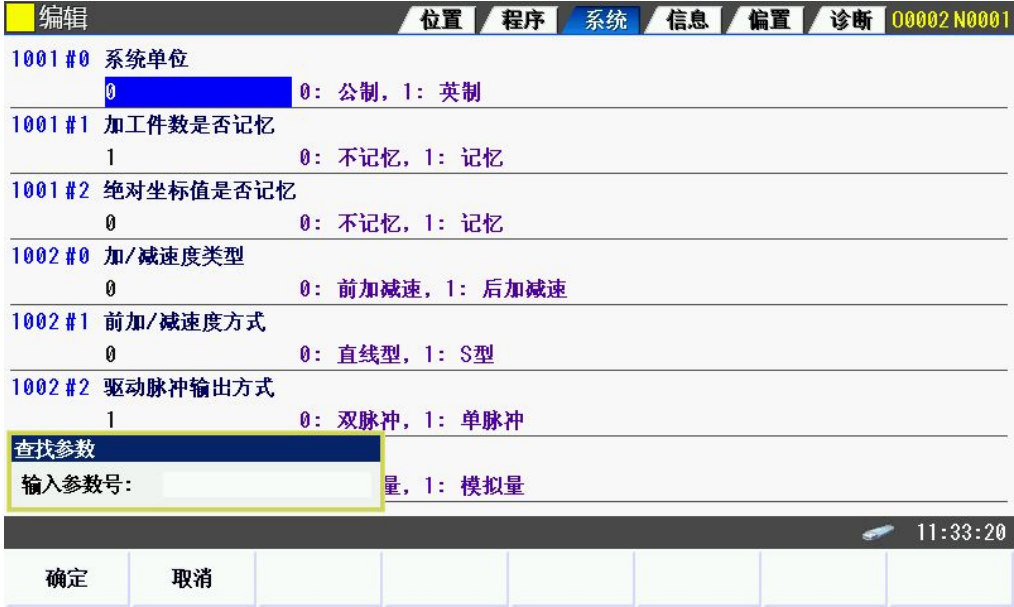 编辑 位置 程序 系统 信息 偏置 诊断 O0002 N0001
1001#0 系统单位
0 0: 公制, 1: 英制
1001#1 加工件数是否记忆
1 0: 不记忆, 1: 记忆
1001#2 绝对坐标值是否记忆
0 0: 不记忆, 1: 记忆
1002#0 加/减速度类型
0 0: 前加减速, 1: 后加减速
1002#1 前加/减速度方式
0 0: 直线型, 1: S型
1002#2 驱动脉冲输出方式
1 0: 双脉冲, 1: 单脉冲
查找参数
输入参数号: 量, 1: 模拟量
11:33:20
确定 取消